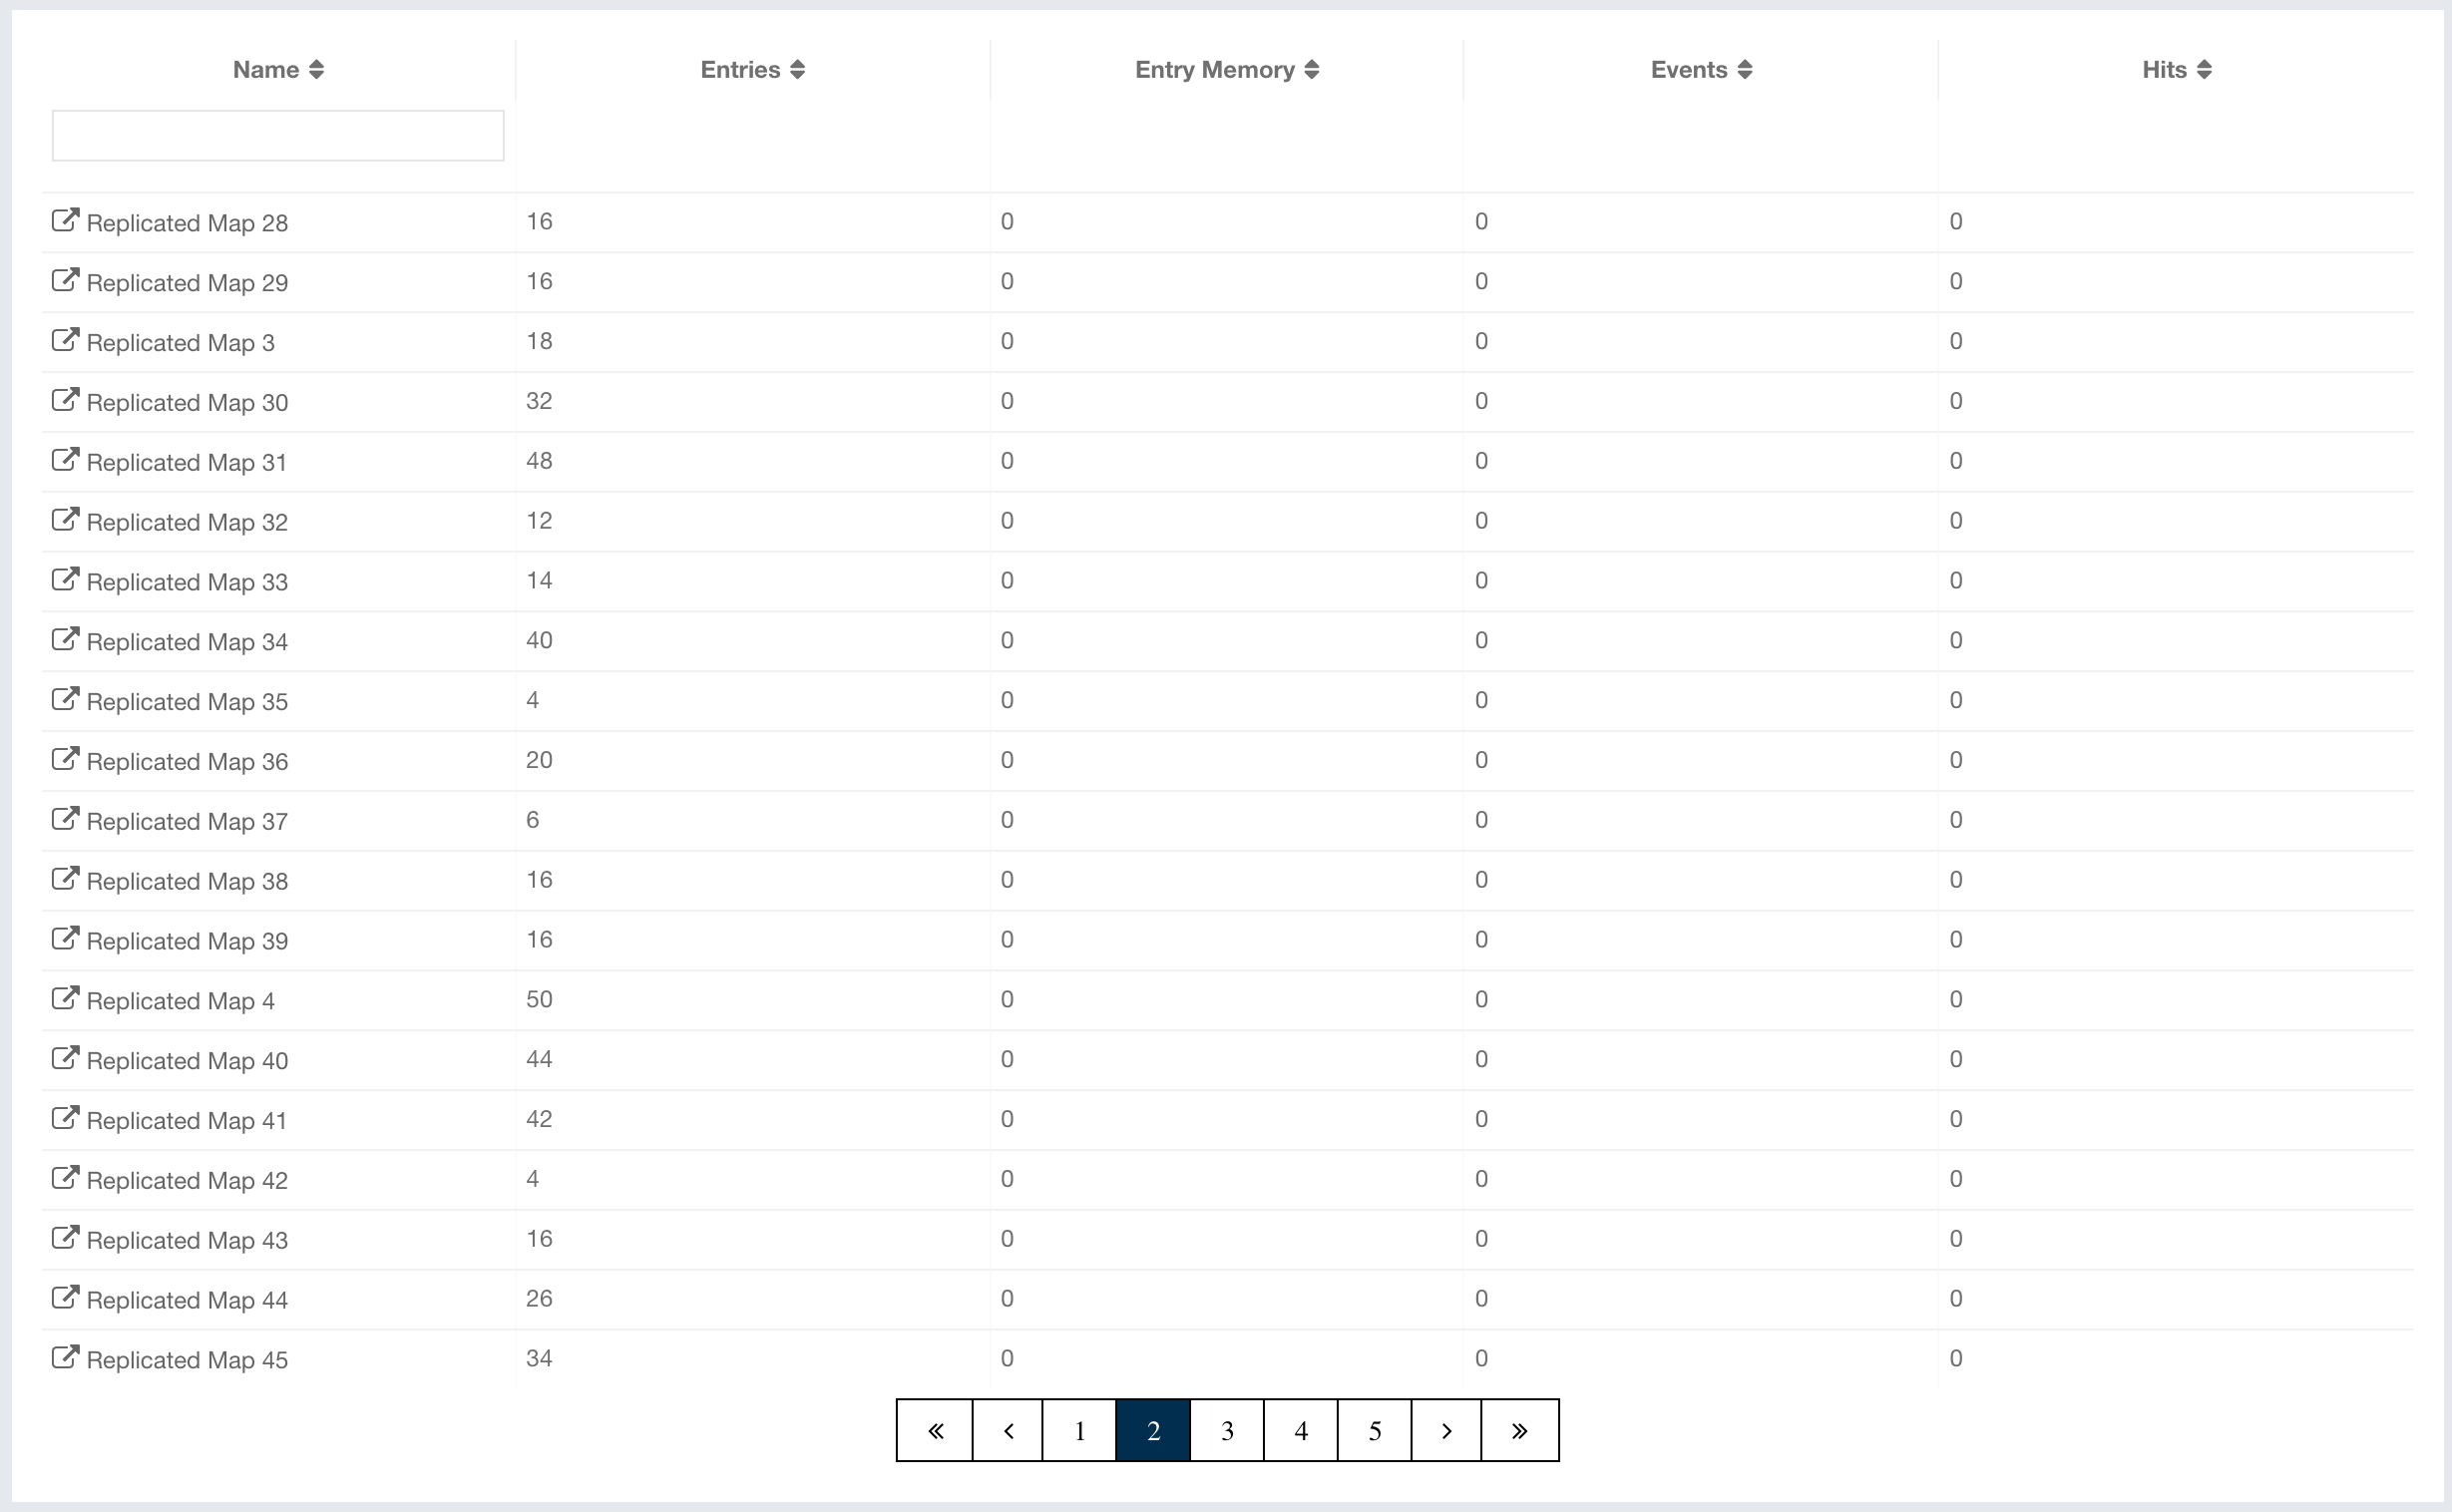 Name Entries Entry Memory Events Hits
Replicated Map 28 16 0 0 0
Replicated Map 29 16 0 0 0
Replicated Map 3 18 0 0 0
Replicated Map 30 32 0 0 0
Replicated Map 31 48 0 0 0
Replicated Map 32 12 0 0 0
Replicated Map 33 14 0 0 0
Replicated Map 34 40 0 0 0
Replicated Map 35 4 0 0 0
Replicated Map 36 20 0 0 0
Replicated Map 37 6 0 0 0
Replicated Map 38 16 0 0 0
Replicated Map 39 16 0 0 0
Replicated Map 4 50 0 0 0
Replicated Map 40 44 0 0 0
Replicated Map 41 42 0 0 0
Replicated Map 42 4 0 0 0
Replicated Map 43 16 0 0 0
Replicated Map 44 26 0 0 0
Replicated Map 45 34 0 0 0
« ‹ 1 2 3 4 5 › »